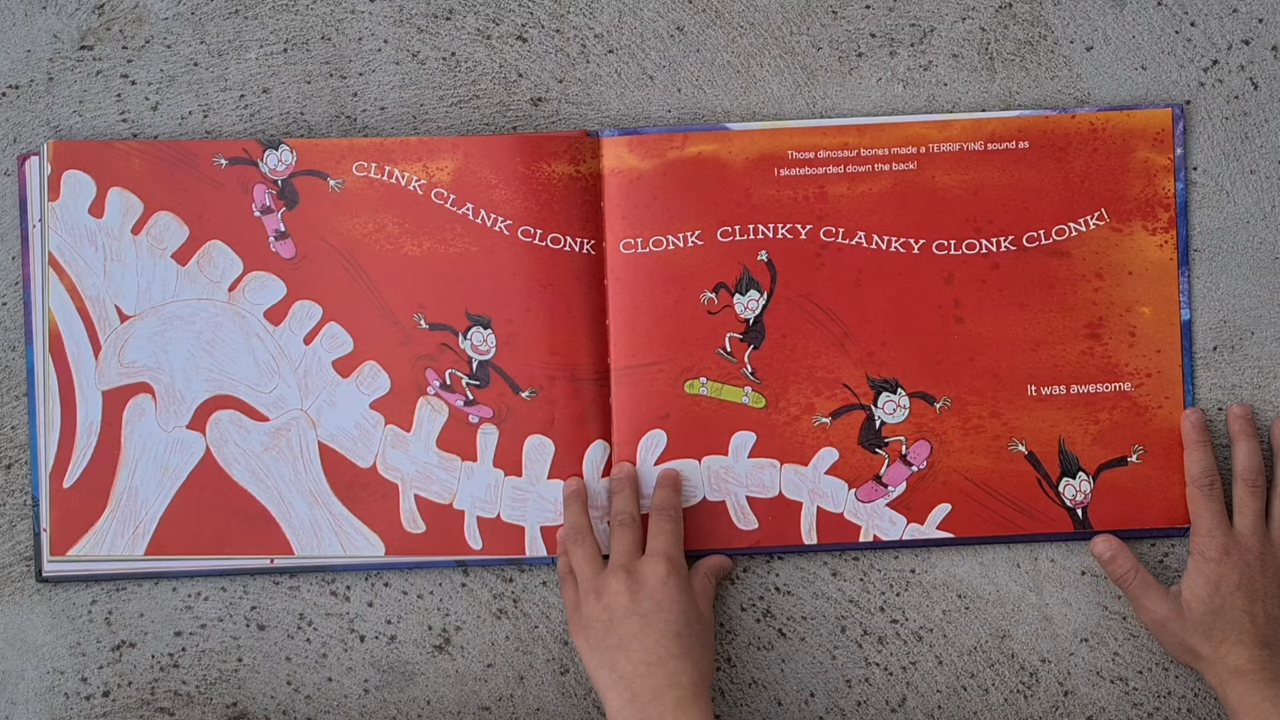 CLINK CLANK CLONK
Those dinosaur bones made a TERRIFYING sound as
I skateboarded down the back!
CLONK CLINKY CLANKY CLONK CLONK!
It was awesome.